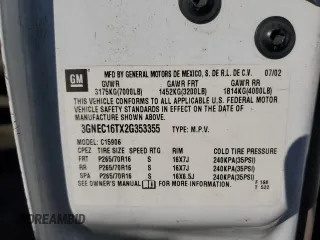 GM
MFD BY GENERAL MOTORS DE MEXICO, S. DE R.L. DE C.V. 07/02
GVWR GAWR FRT GAWR RR
3175KG(7000LB) 1452KG(3200LB) 1814KG(4000LB)
THIS VEHICLE CONFORMS TO ALL APPLICABLE U.S. FEDERAL MOTOR
VEHICLE SAFETY STANDARDS IN EFFECT ON THE DATE OF
MANUFACTURE SHOWN ABOVE.
3GNEC16TX2G353355 TYPE: M.P.V.
MODEL: C15906
CPEZ TIRE SIZE SPEED RTG RIM COLD TIRE PRESSURE
FRT P265/70R16 S 16X7J 240KPA(35PSI)
RR P265/70R16 S 16X7J 240KPA(35PSI)
SPA P265/70R16 S 16X6.5J 240KPA(35PSI)
SEE OWNER'S MANUAL FOR ADDITIONAL INFORMATION.
AUTOBIDAMD